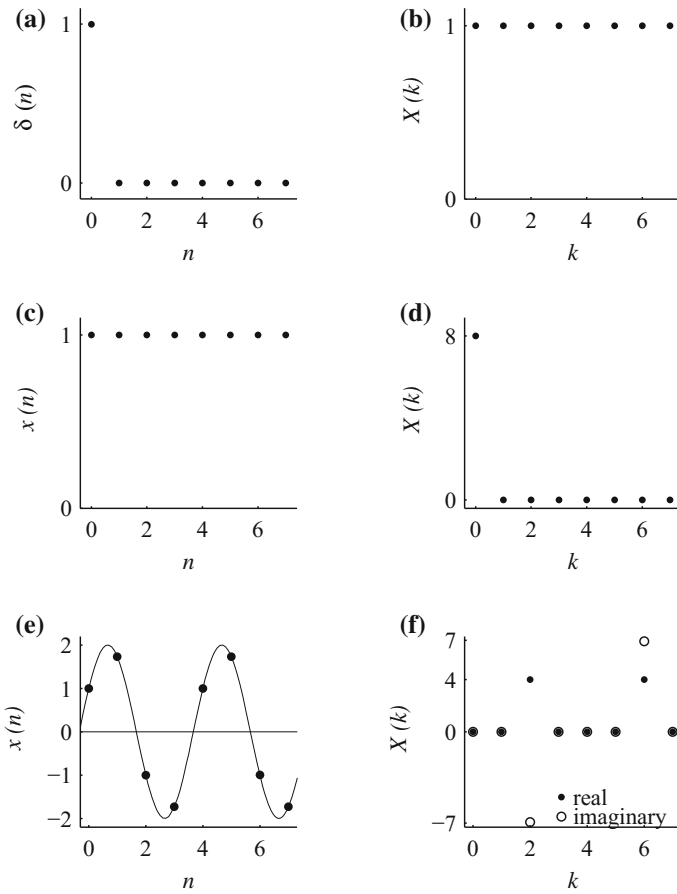 (a)
1
δ (n)
0
0 2 4 6
n
(b)
1
X (k)
0
0 2 4 6
k
(c)
1
x (n)
0
0 2 4 6
n
(d)
8
X (k)
0
0 2 4 6
k
(e)
2
1
x (n)
0
−1
−2
0 2 4 6
n
(f)
7
4
X (k)
0
real
imaginary
−7
0 2 4 6
k